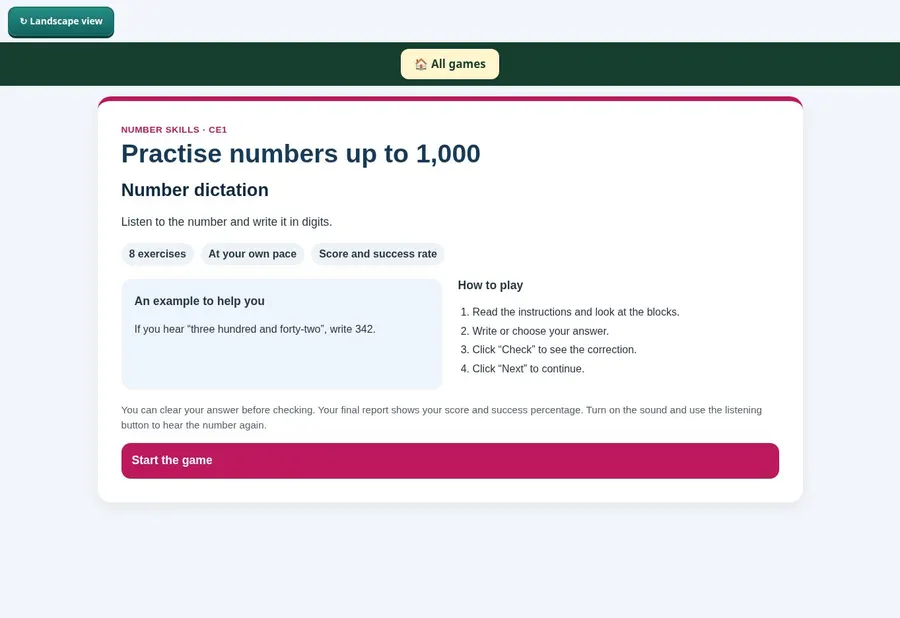 ↻ Landscape view
🏠 All games
NUMBER SKILLS · CE1
Practise numbers up to 1,000
Number dictation
Listen to the number and write it in digits.
8 exercises At your own pace Score and success rate
An example to help you
If you hear “three hundred and forty-two”, write 342.
How to play
1. Read the instructions and look at the blocks.
2. Write or choose your answer.
3. Click “Check” to see the correction.
4. Click “Next” to continue.
You can clear your answer before checking. Your final report shows your score and success percentage. Turn on the sound and use the listening
button to hear the number again.
Start the game